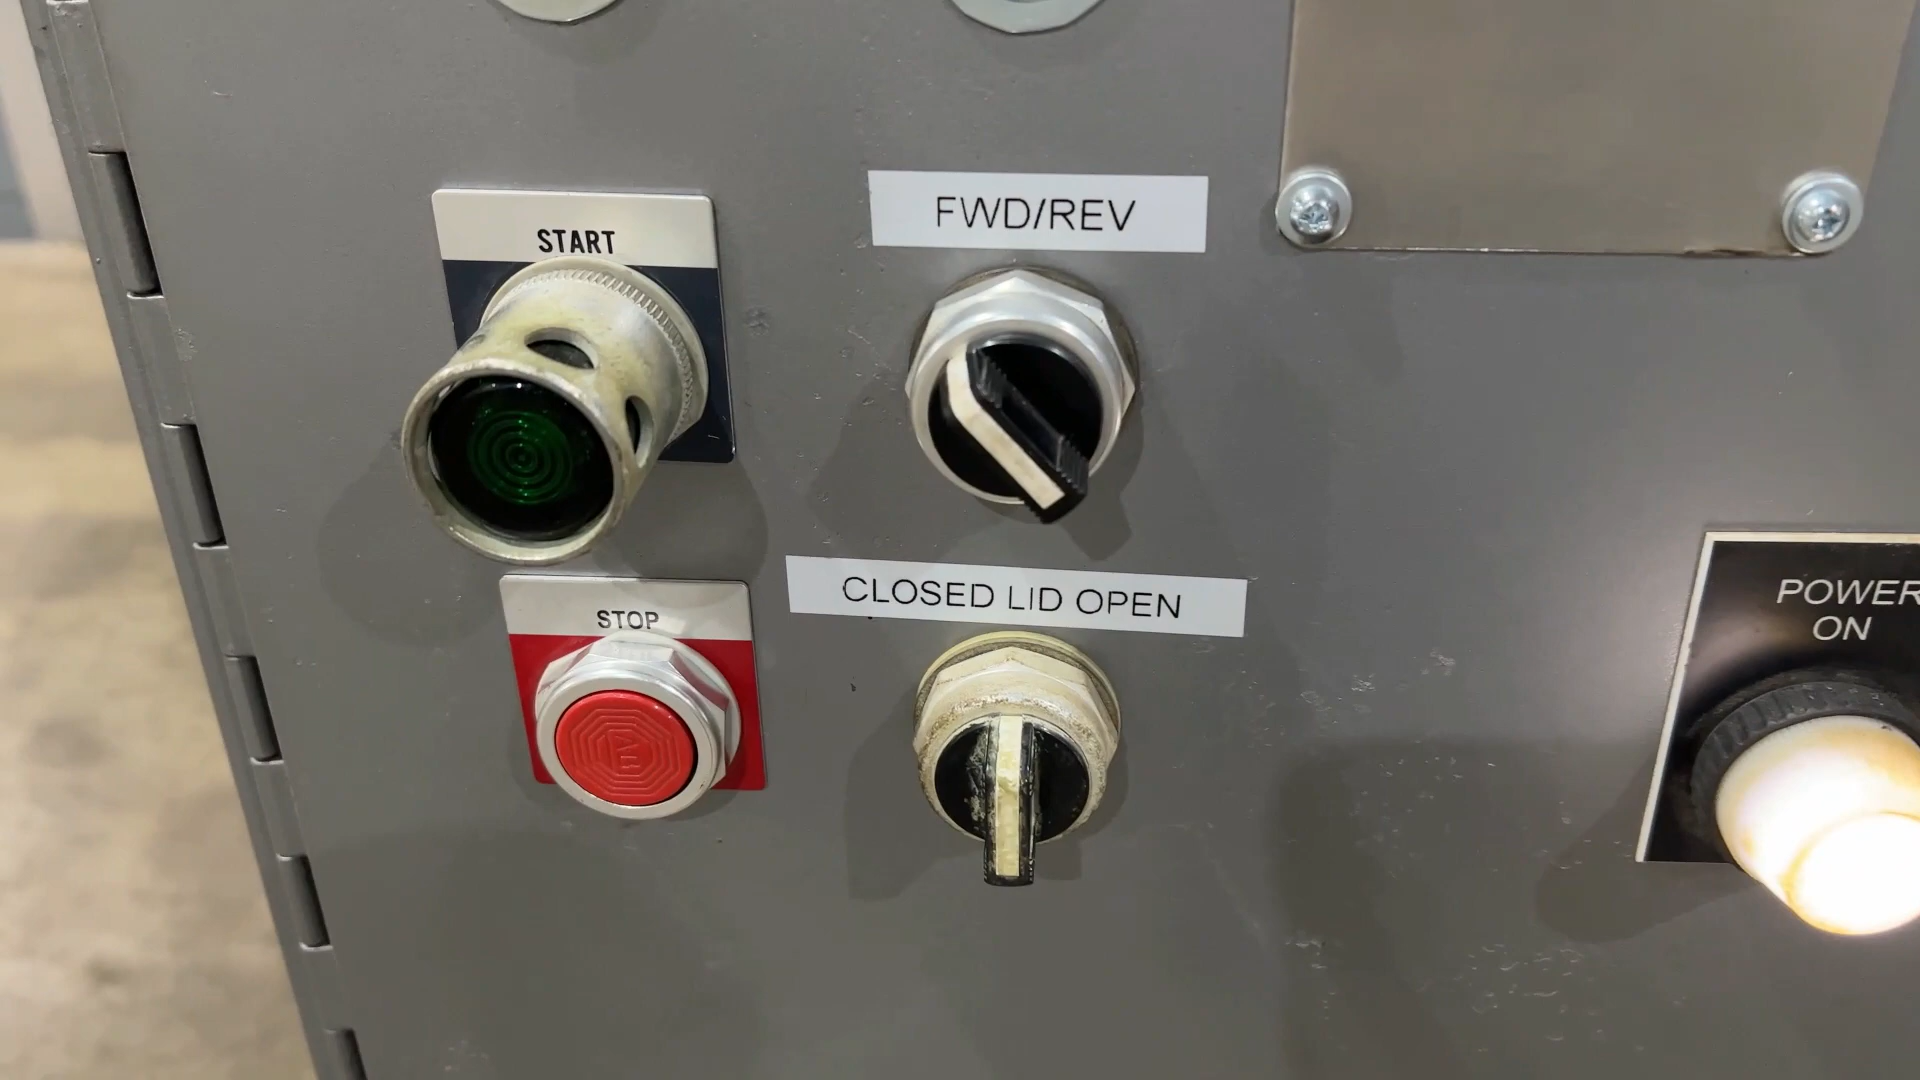 START
FWD/REV
STOP
CLOSED LID OPEN
POWER
ON